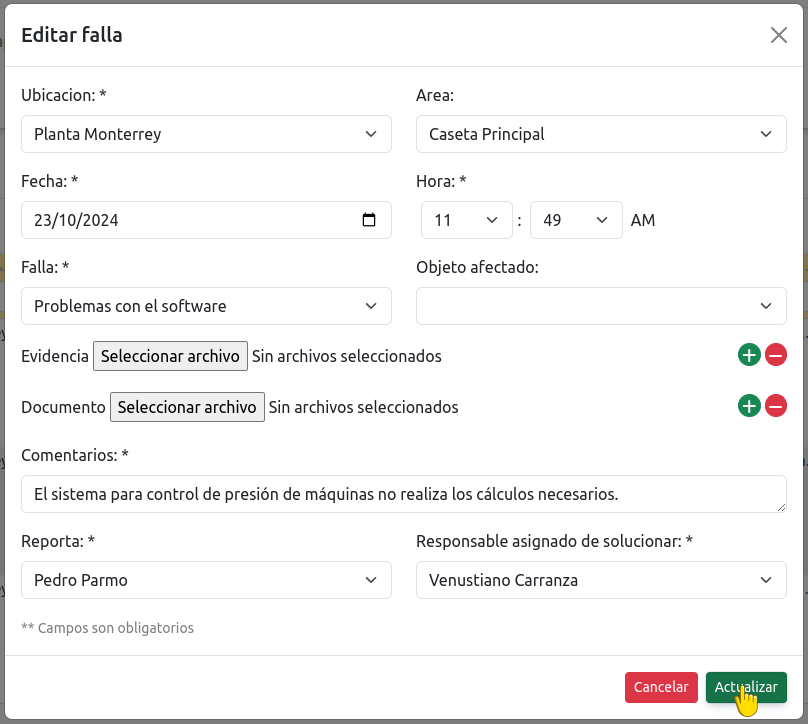 Editar falla
Ubicacion: * Area:
Planta Monterrey Caseta Principal
Fecha: * Hora: *
23/10/2024 11 : 49 AM
Falla: * Objeto afectado:
Problemas con el software
Evidencia Seleccionar archivo Sin archivos seleccionados
Documento Seleccionar archivo Sin archivos seleccionados
Comentarios: *
El sistema para control de presión de máquinas no realiza los cálculos necesarios.
Reporta: * Responsable asignado de solucionar: *
Pedro Parmo Venustiano Carranza
** Campos son obligatorios
Cancelar Actualizar